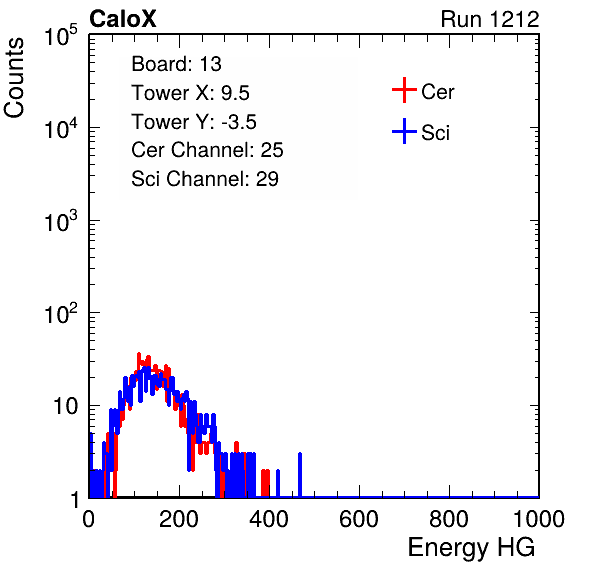 CaloX Run 1212
Counts
Board: 13
Tower X: 9.5
Tower Y: -3.5
Cer Channel: 25
Sci Channel: 29
Cer
Sci
10^5
10^4
10^3
10^2
10
1
0 200 400 600 800 1000
Energy HG